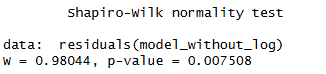 Shapiro-Wilk normality test
data:  residuals(model_without_log)
W = 0.98044, p-value = 0.007508